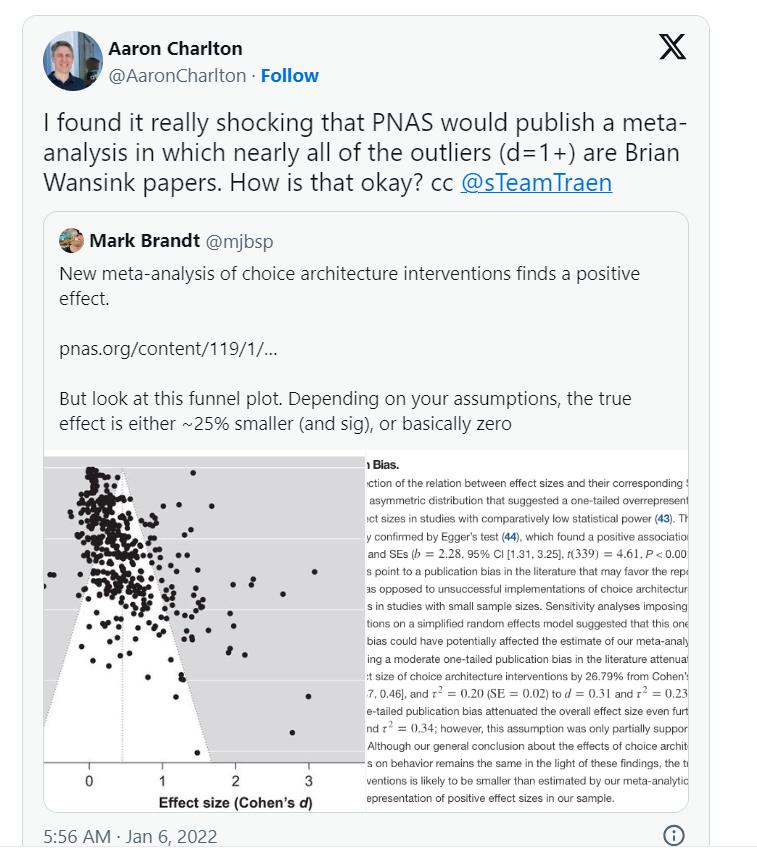 Aaron Charlton
@AaronCharlton · Follow
I found it really shocking that PNAS would publish a meta-
analysis in which nearly all of the outliers (d=1+) are Brian
Wansink papers. How is that okay? cc @sTeamTraen
Mark Brandt @mjbsp
New meta-analysis of choice architecture interventions finds a positive
effect.
pnas.org/content/119/1/...
But look at this funnel plot. Depending on your assumptions, the true
effect is either ~25% smaller (and sig), or basically zero
0 1 2 3
Effect size (Cohen's d)
Bias.
ction of the relation between effect sizes and their corresponding
asymmetric distribution that suggested a one-tailed overrepresent
ect sizes in studies with comparatively low statistical power (43). Th
y confirmed by Egger's test (44), which found a positive association
and SEs (b = 2.28, 95% CI [1.31, 3.25], t(339) = 4.61, P < 0.00
s point to a publication bias in the literature that may favor the repo
as opposed to unsuccessful implementations of choice architectur
s in studies with small sample sizes. Sensitivity analyses imposing
tions on a simplified random effects model suggested that this one
bias could have potentially affected the estimate of our meta-analy
ing a moderate one-tailed publication bias in the literature attenuat
t size of choice architecture interventions by 26.79% from Cohen's
7, 0.46], and τ² = 0.20 (SE = 0.02) to d = 0.31 and τ² = 0.23
e-tailed publication bias attenuated the overall effect size even furt
nd τ² = 0.34; however, this assumption was only partially suppor
Although our general conclusion about the effects of choice archit
s on behavior remains the same in the light of these findings, the t
ventions is likely to be smaller than estimated by our meta-analytic
epresentation of positive effect sizes in our sample.
5:56 AM · Jan 6, 2022